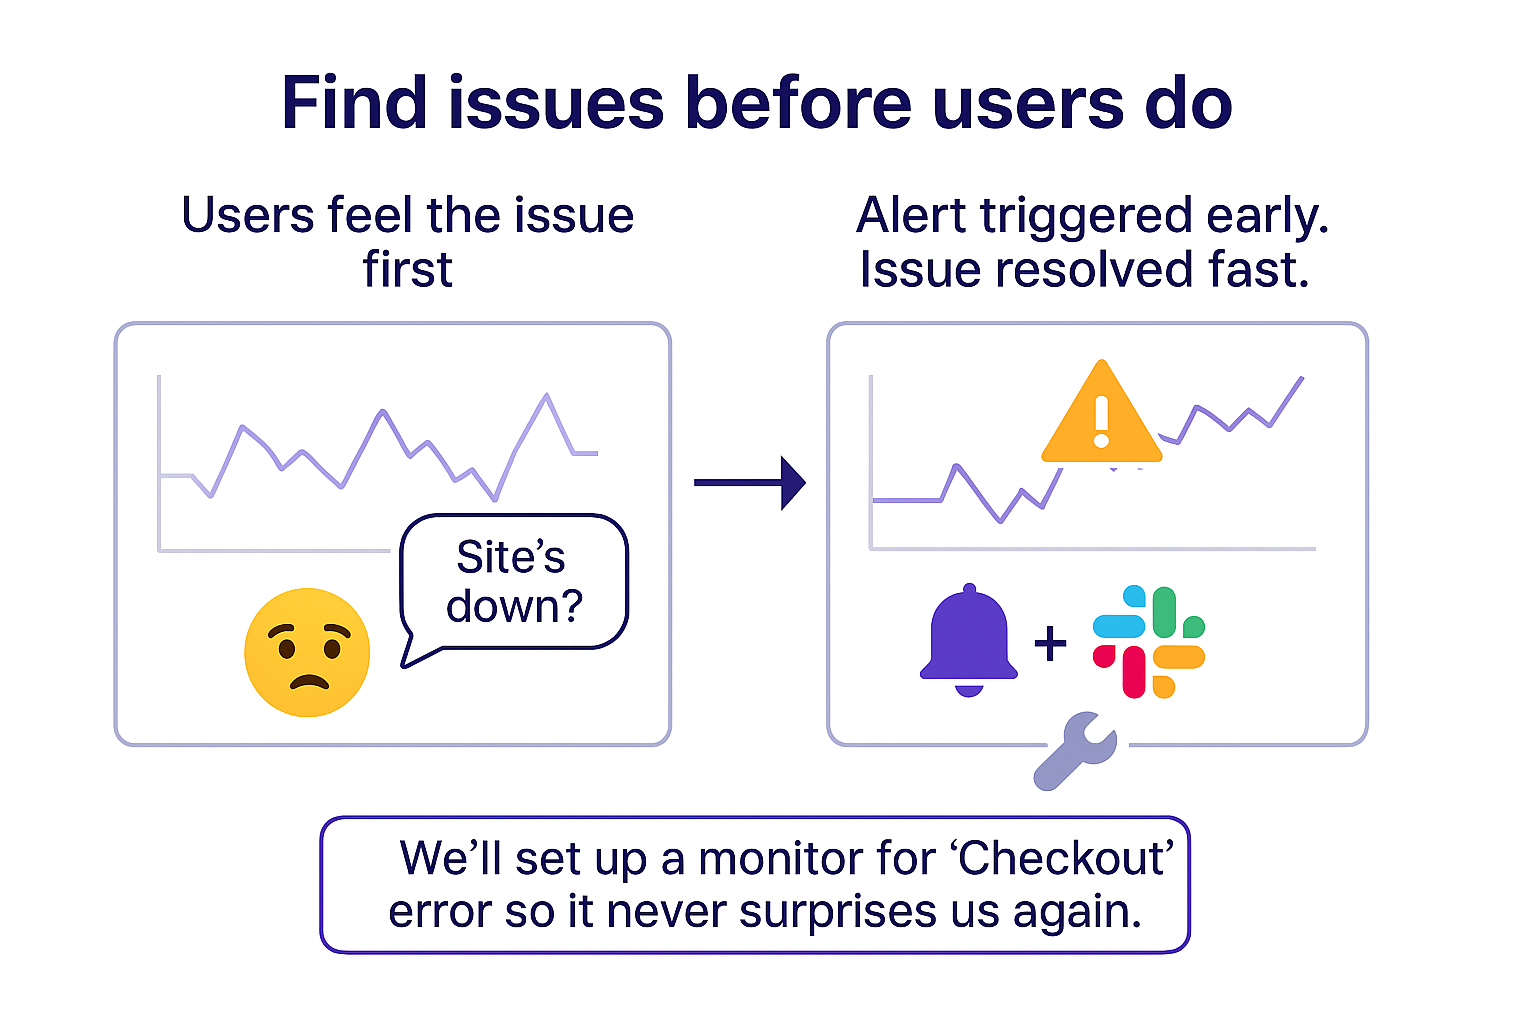 Find issues before users do
Users feel the issue
first
Alert triggered early.
Issue resolved fast.
Site’s
down?
We’ll set up a monitor for ‘Checkout’
error so it never surprises us again.